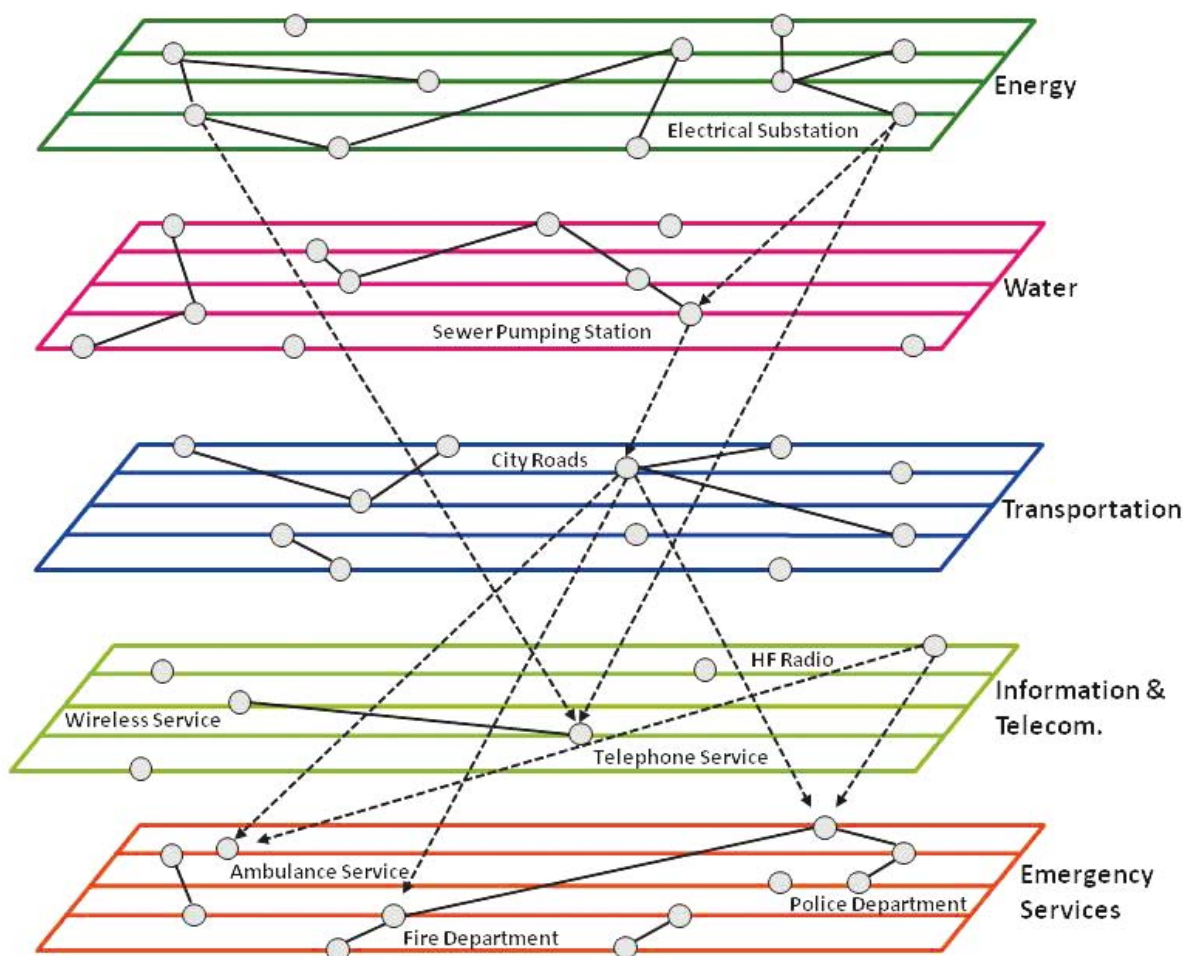 Energy
Electrical Substation
Water
Sewer Pumping Station
City Roads
Transportation
HF Radio
Information &
Telecom.
Wireless Service
Telephone Service
Ambulance Service
Emergency
Services
Police Department
Fire Department